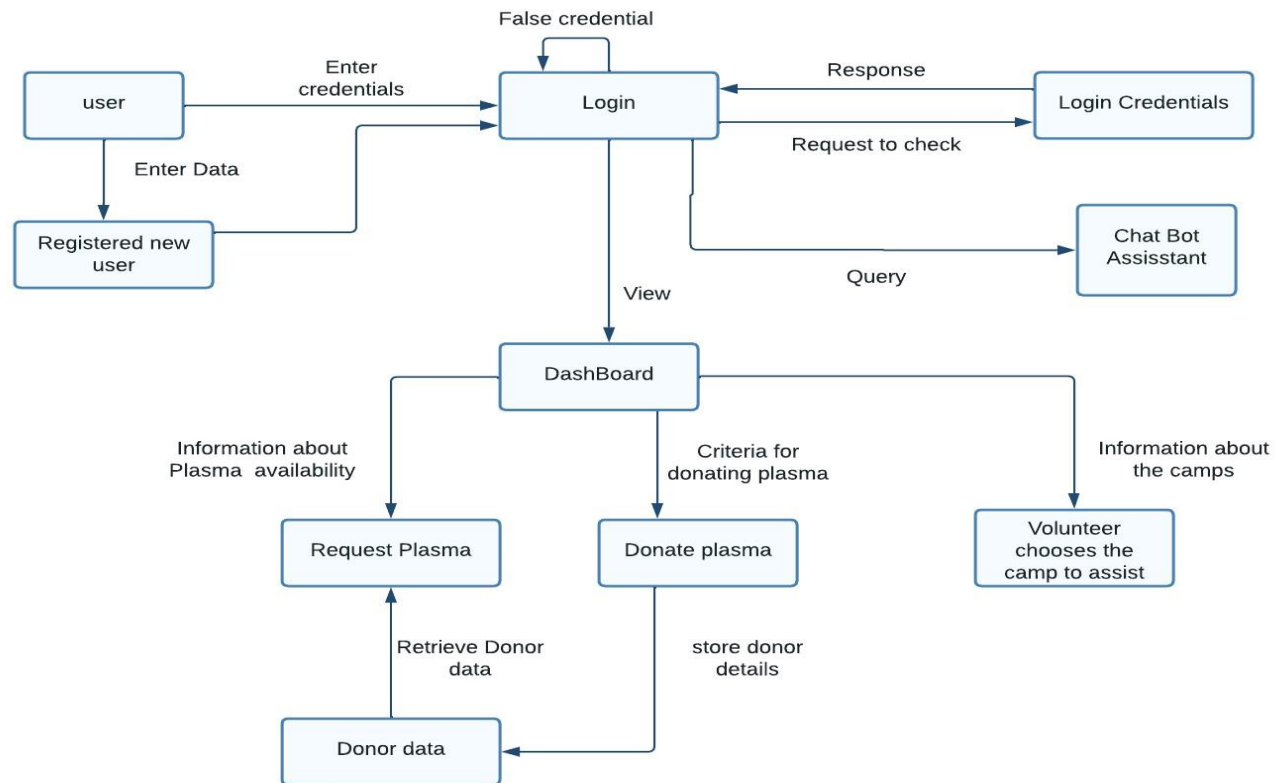 False credential
Enter
credentials
Response
user
Login
Login Credentials
Request to check
Enter Data
Registered new
user
Chat Bot
Assisstant
Query
View
DashBoard
Information about
Plasma availability
Criteria for
donating plasma
Information about
the camps
Request Plasma
Donate plasma
Volunteer
chooses the
camp to assist
Retrieve Donor
data
store donor
details
Donor data